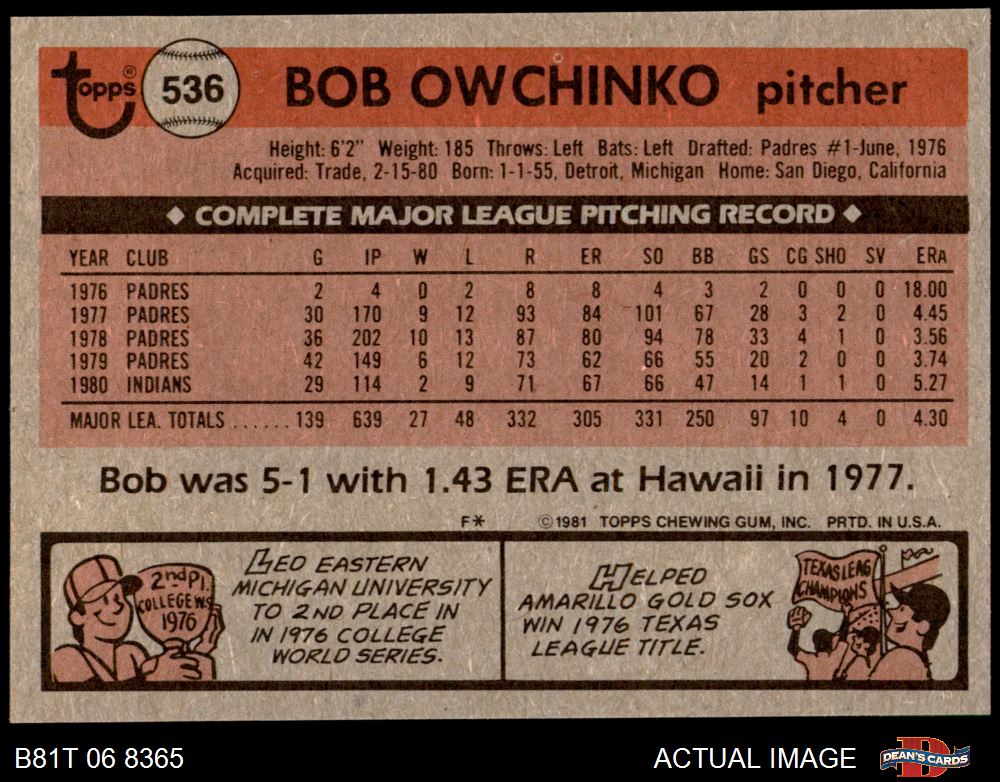 Topps® 536 BOB OWCHINKO pitcher
Height: 6'2" Weight: 185 Throws: Left Bats: Left Drafted: Padres #1-June, 1976
Acquired: Trade, 2-15-80 Born: 1-1-55, Detroit, Michigan Home: San Diego, California
◆ COMPLETE MAJOR LEAGUE PITCHING RECORD ◆
YEAR CLUB G IP W L R ER SO BB GS CG SHO SV ERA
1976 PADRES 2 4 0 2 8 8 4 3 2 0 0 0 18.00
1977 PADRES 30 170 9 12 93 84 101 67 28 3 2 0 4.45
1978 PADRES 36 202 10 13 87 80 94 78 33 4 1 0 3.56
1979 PADRES 42 149 6 12 73 62 66 55 20 2 0 0 3.74
1980 INDIANS 29 114 2 9 71 67 66 47 14 1 1 0 5.27
MAJOR LEA. TOTALS ...... 139 639 27 48 332 305 331 250 97 10 4 0 4.30
Bob was 5-1 with 1.43 ERA at Hawaii in 1977.
F* ©1981 TOPPS CHEWING GUM, INC. PRTD. IN U.S.A.
2nd Pl.
COLLEGE W.S.
1976
LED EASTERN
MICHIGAN UNIVERSITY
TO 2ND PLACE IN
IN 1976 COLLEGE
WORLD SERIES.
HELPED
AMARILLO GOLD SOX
WIN 1976 TEXAS
LEAGUE TITLE.
TEXAS LEAG
CHAMPIONS
B81T 06 8365 ACTUAL IMAGE DEAN'S CARDS